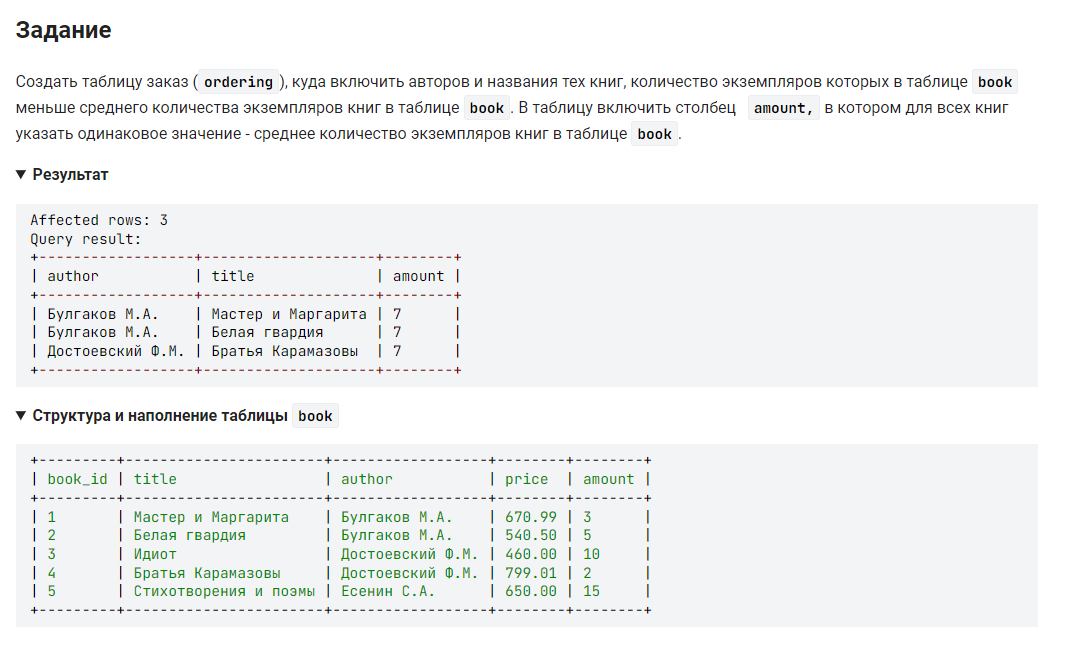 Задание
Создать таблицу заказ ( ordering ), куда включить авторов и названия тех книг, количество экземпляров которых в таблице book
меньше среднего количества экземпляров книг в таблице book . В таблицу включить столбец amount, в котором для всех книг
указать одинаковое значение - среднее количество экземпляров книг в таблице book .
▼ Результат
Affected rows: 3
Query result:
+------------------+--------------------+--------+
| author           | title              | amount |
+------------------+--------------------+--------+
| Булгаков М.А.    | Мастер и Маргарита | 7      |
| Булгаков М.А.    | Белая гвардия      | 7      |
| Достоевский Ф.М. | Братья Карамазовы  | 7      |
+------------------+--------------------+--------+
▼ Структура и наполнение таблицы book
+---------+-----------------------+------------------+--------+--------+
| book_id | title                 | author           | price  | amount |
+---------+-----------------------+------------------+--------+--------+
| 1       | Мастер и Маргарита    | Булгаков М.А.    | 670.99 | 3      |
| 2       | Белая гвардия         | Булгаков М.А.    | 540.50 | 5      |
| 3       | Идиот                 | Достоевский Ф.М. | 460.00 | 10     |
| 4       | Братья Карамазовы     | Достоевский Ф.М. | 799.01 | 2      |
| 5       | Стихотворения и поэмы | Есенин С.А.      | 650.00 | 15     |
+---------+-----------------------+------------------+--------+--------+